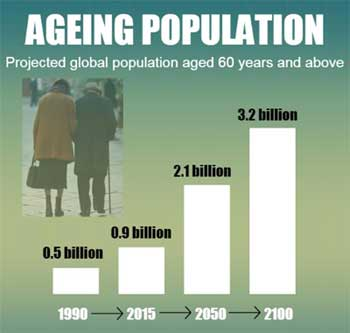 AGEING POPULATION
Projected global population aged 60 years and above
3.2 billion
2.1 billion
0.9 billion
0.5 billion
1990 → 2015 → 2050 → 2100